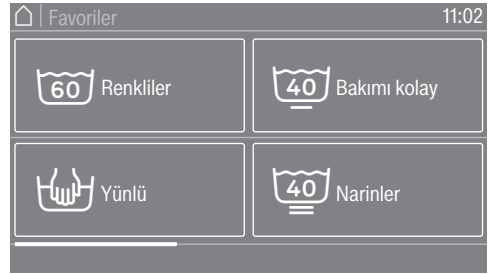 Favoriler 11:02
60 Renkliler
40 Bakımı kolay
Yünlü
40 Narinler